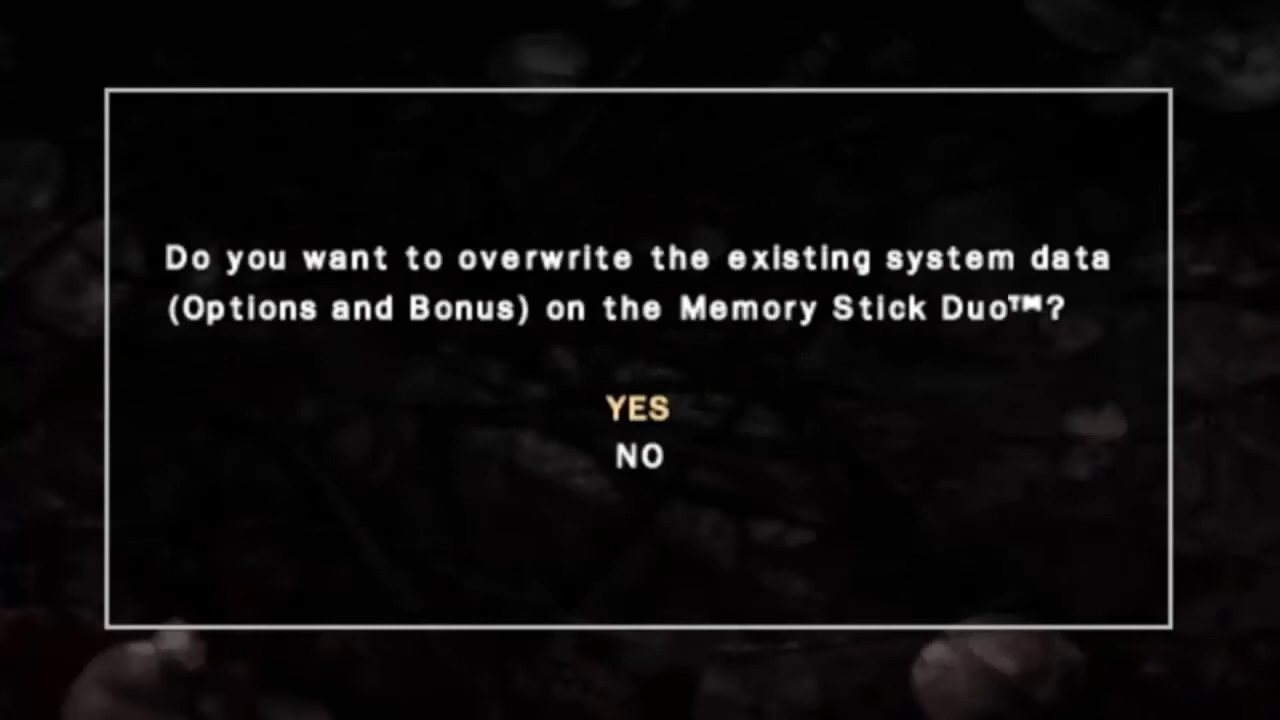 Do you want to overwrite the existing system data
(Options and Bonus) on the Memory Stick Duo™?
YES
NO